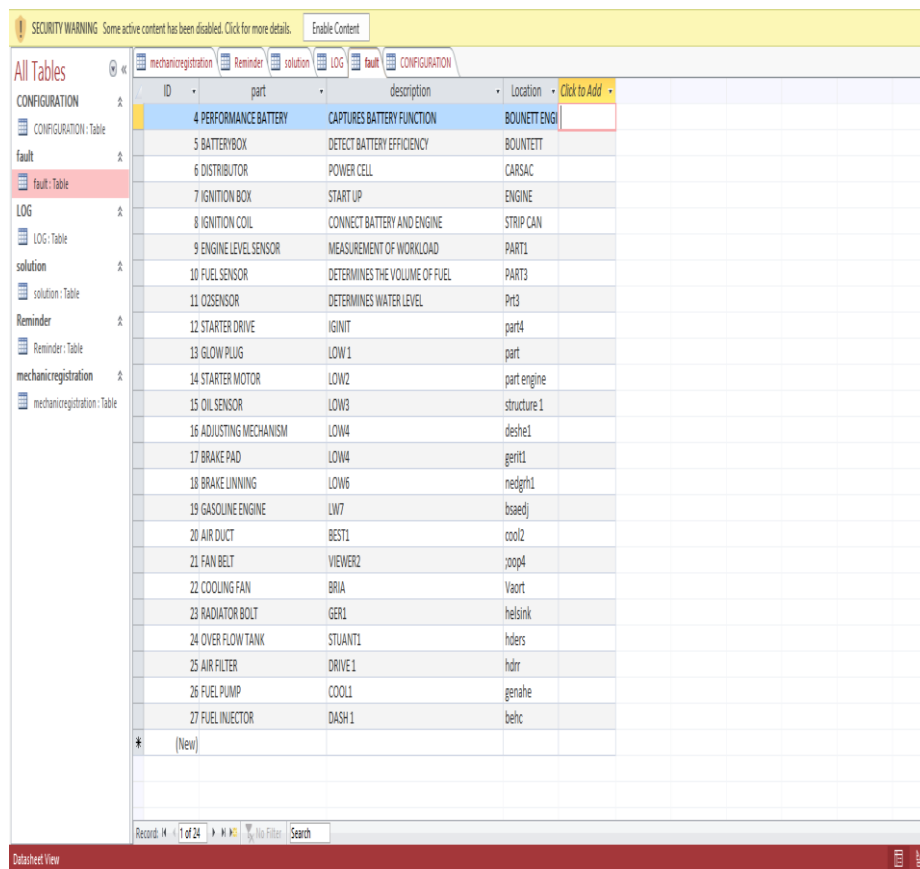 SECURITY WARNING Some active content has been disabled. Click for more details. Enable Content
All Tables
CONFIGURATION
CONFIGURATION : Table
fault
fault : Table
LOG
LOG : Table
solution
solution : Table
Reminder
Reminder : Table
mechanicregistration
mechanicregistration : Table
mechanicregistration Reminder solution LOG fault CONFIGURATION
ID part description Location Click to Add
4 PERFORMANCE BATTERY CAPTURES BATTERY FUNCTION BOUNETT ENGI
5 BATTERYBOX DETECT BATTERY EFFICIENCY BOUNTETT
6 DISTRIBUTOR POWER CELL CARSAC
7 IGNITION BOX START UP ENGINE
8 IGNITION COIL CONNECT BATTERY AND ENGINE STRIP CAN
9 ENGINE LEVEL SENSOR MEASUREMENT OF WORKLOAD PART1
10 FUEL SENSOR DETERMINES THE VOLUME OF FUEL PART3
11 O2SENSOR DETERMINES WATER LEVEL Prt3
12 STARTER DRIVE IGINIT part4
13 GLOW PLUG LOW 1 part
14 STARTER MOTOR LOW2 part engine
15 OIL SENSOR LOW3 structure 1
16 ADJUSTING MECHANISM LOW4 deshe1
17 BRAKE PAD LOW4 gerit1
18 BRAKE LINNING LOW6 nedgrh1
19 GASOLINE ENGINE LW7 bsaedj
20 AIR DUCT BEST1 cool2
21 FAN BELT VIEWER2 ;oop4
22 COOLING FAN BRIA Vaort
23 RADIATOR BOLT GER1 helsink
24 OVER FLOW TANK STUANT1 hders
25 AIR FILTER DRIVE 1 hdrr
26 FUEL PUMP COOL1 genahe
27 FUEL INJECTOR DASH 1 behc
(New)
Record: 1 of 24 No Filter Search
Datasheet View